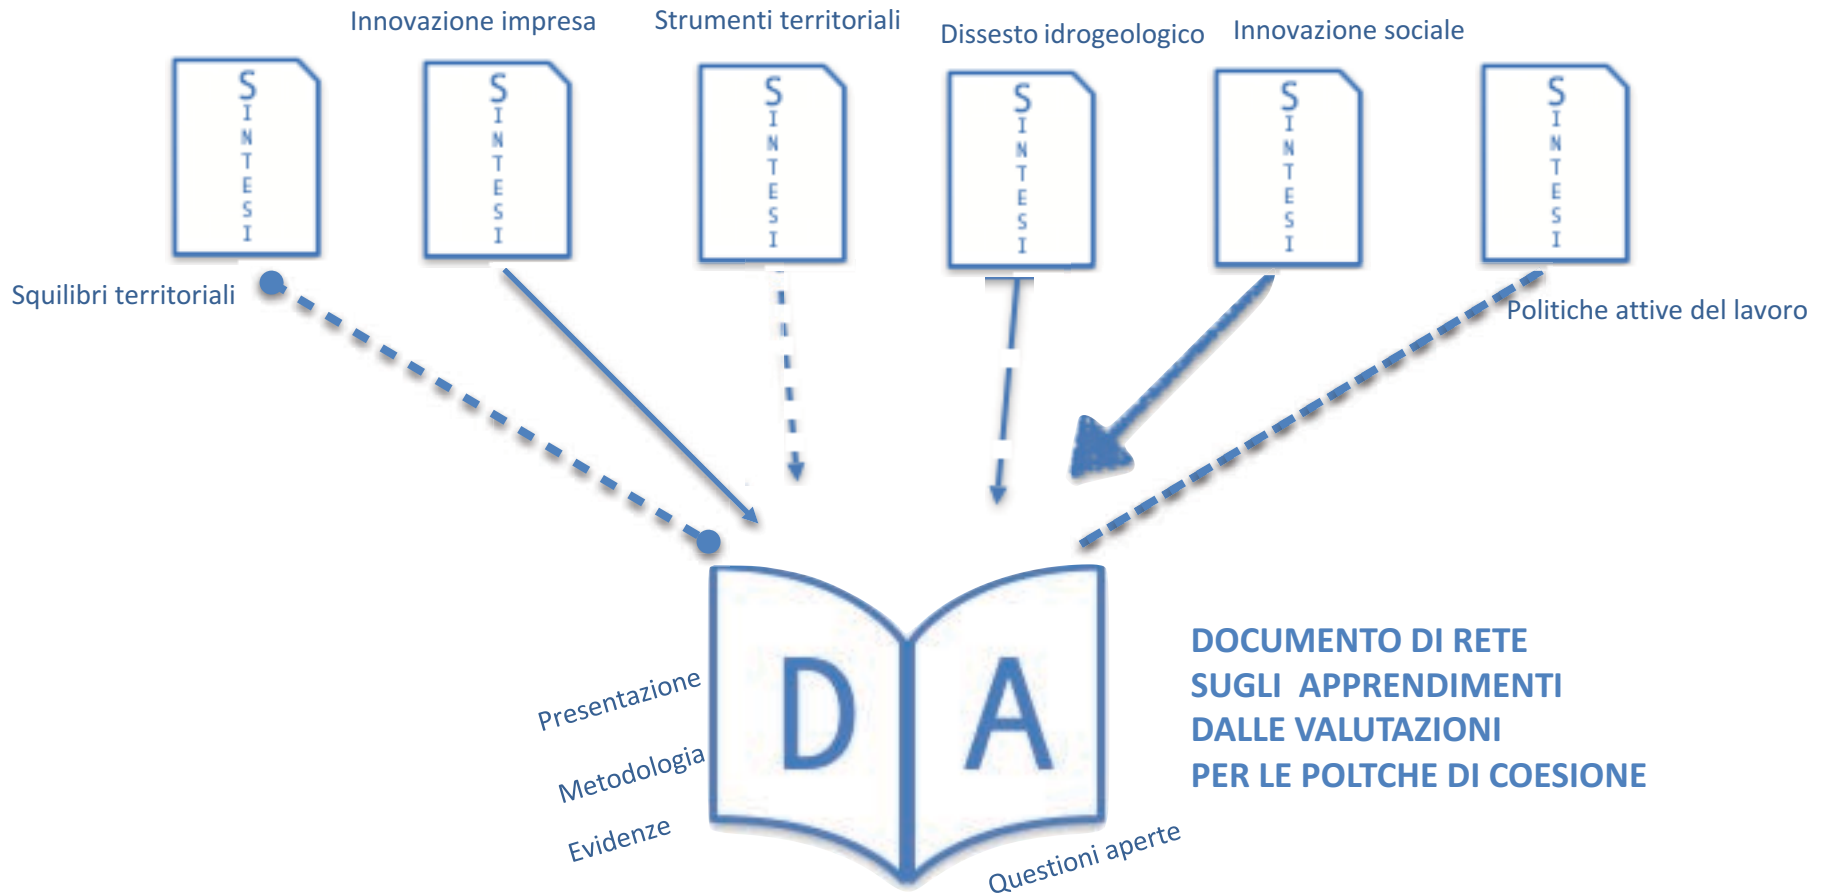 Innovazione impresa
Strumenti territoriali
Dissesto idrogeologico
Innovazione sociale
SINTESI
SINTESI
SINTESI
SINTESI
SINTESI
SINTESI
Squilibri territoriali
Politiche attive del lavoro
D A
Presentazione
Metodologia
Evidenze
Questioni aperte
DOCUMENTO DI RETE
SUGLI APPRENDIMENTI
DALLE VALUTAZIONI
PER LE POLTCHE DI COESIONE